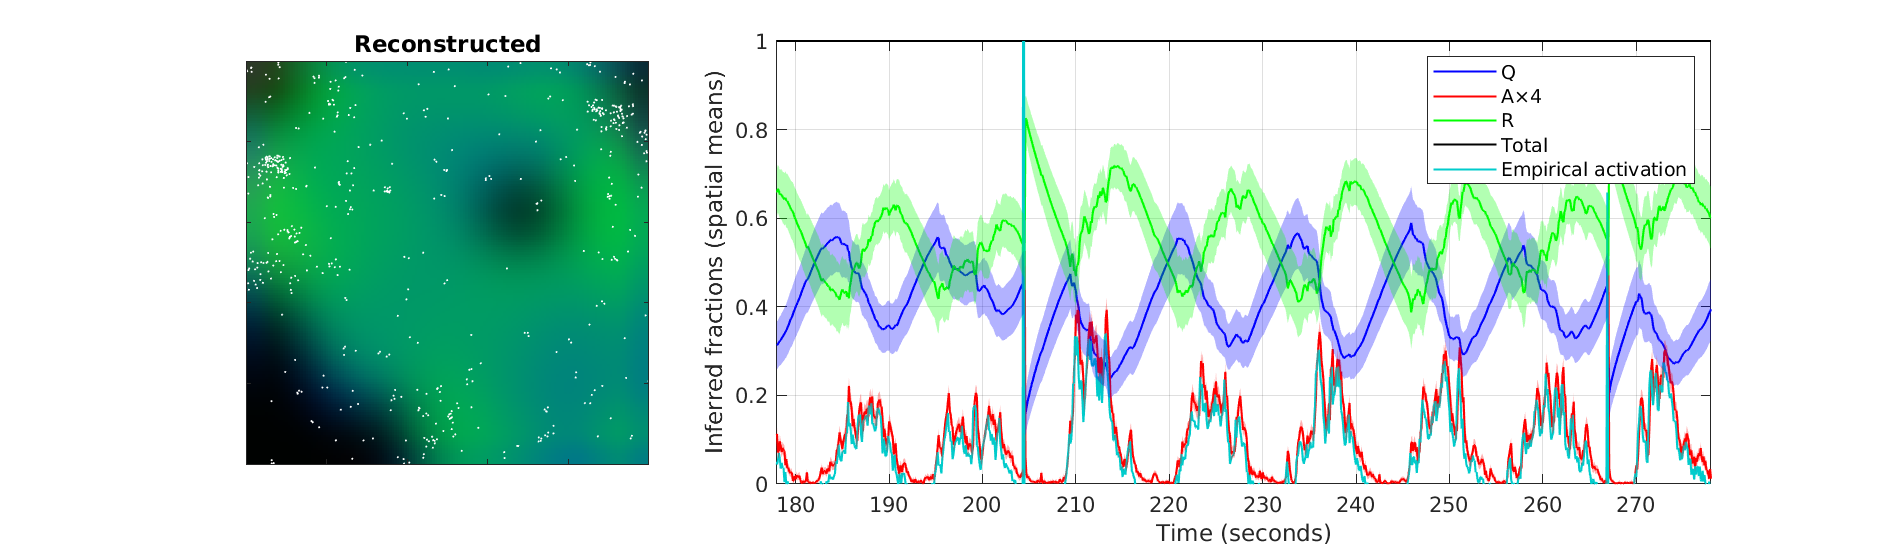 Reconstructed
Inferred fractions (spatial means)
1
0.8
0.6
0.4
0.2
0
Q
A×4
R
Total
Empirical activation
180 190 200 210 220 230 240 250 260 270
Time (seconds)